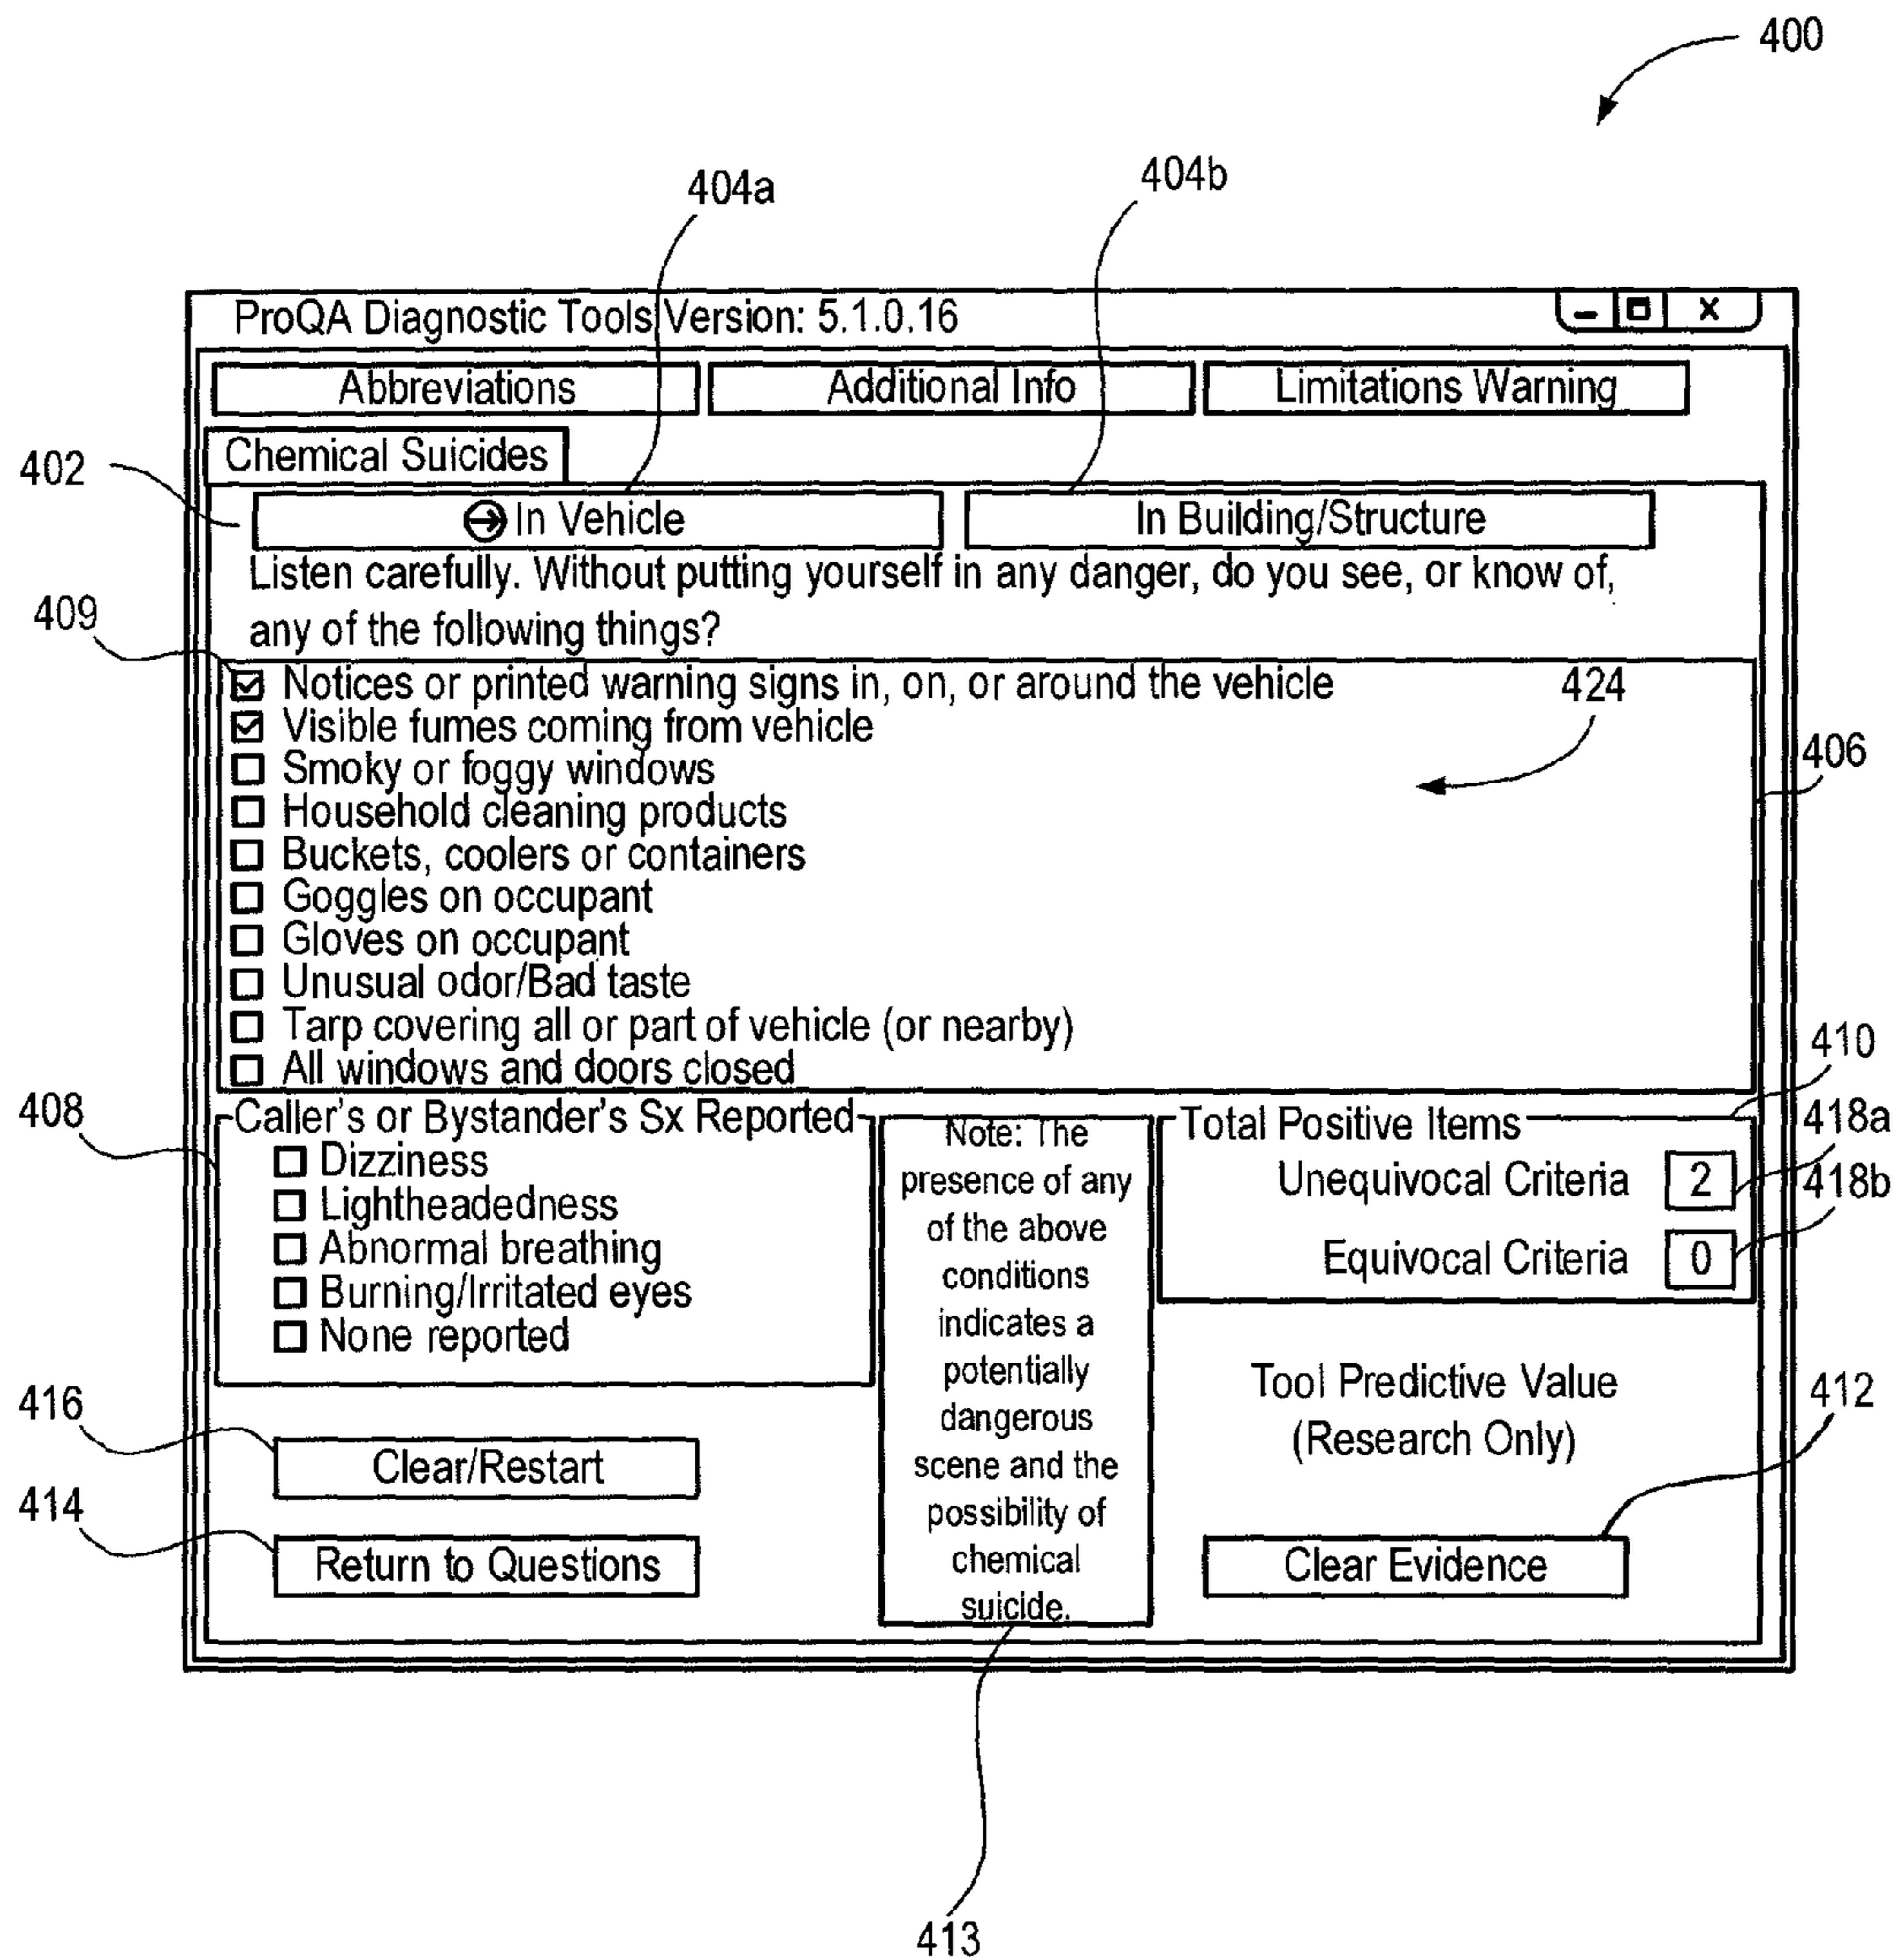 400
404a
404b
ProQA Diagnostic Tools Version: 5.1.0.16
Abbreviations
Additional Info
Limitations Warning
Chemical Suicides
402
In Vehicle
In Building/Structure
Listen carefully. Without putting yourself in any danger, do you see, or know of,
any of the following things?
409
Notices or printed warning signs in, on, or around the vehicle
424
Visible fumes coming from vehicle
406
Smoky or foggy windows
Household cleaning products
Buckets, coolers or containers
Goggles on occupant
Gloves on occupant
Unusual odor/Bad taste
Tarp covering all or part of vehicle (or nearby)
All windows and doors closed
410
408
Caller's or Bystander's Sx Reported
Dizziness
Lightheadedness
Abnormal breathing
Burning/Irritated eyes
None reported
Note: The
presence of any
of the above
conditions
indicates a
potentially
dangerous
scene and the
possibility of
chemical
suicide.
Total Positive Items
418a
Unequivocal Criteria 2
418b
Equivocal Criteria 0
Tool Predictive Value
(Research Only)
412
416
Clear/Restart
414
Return to Questions
Clear Evidence
413